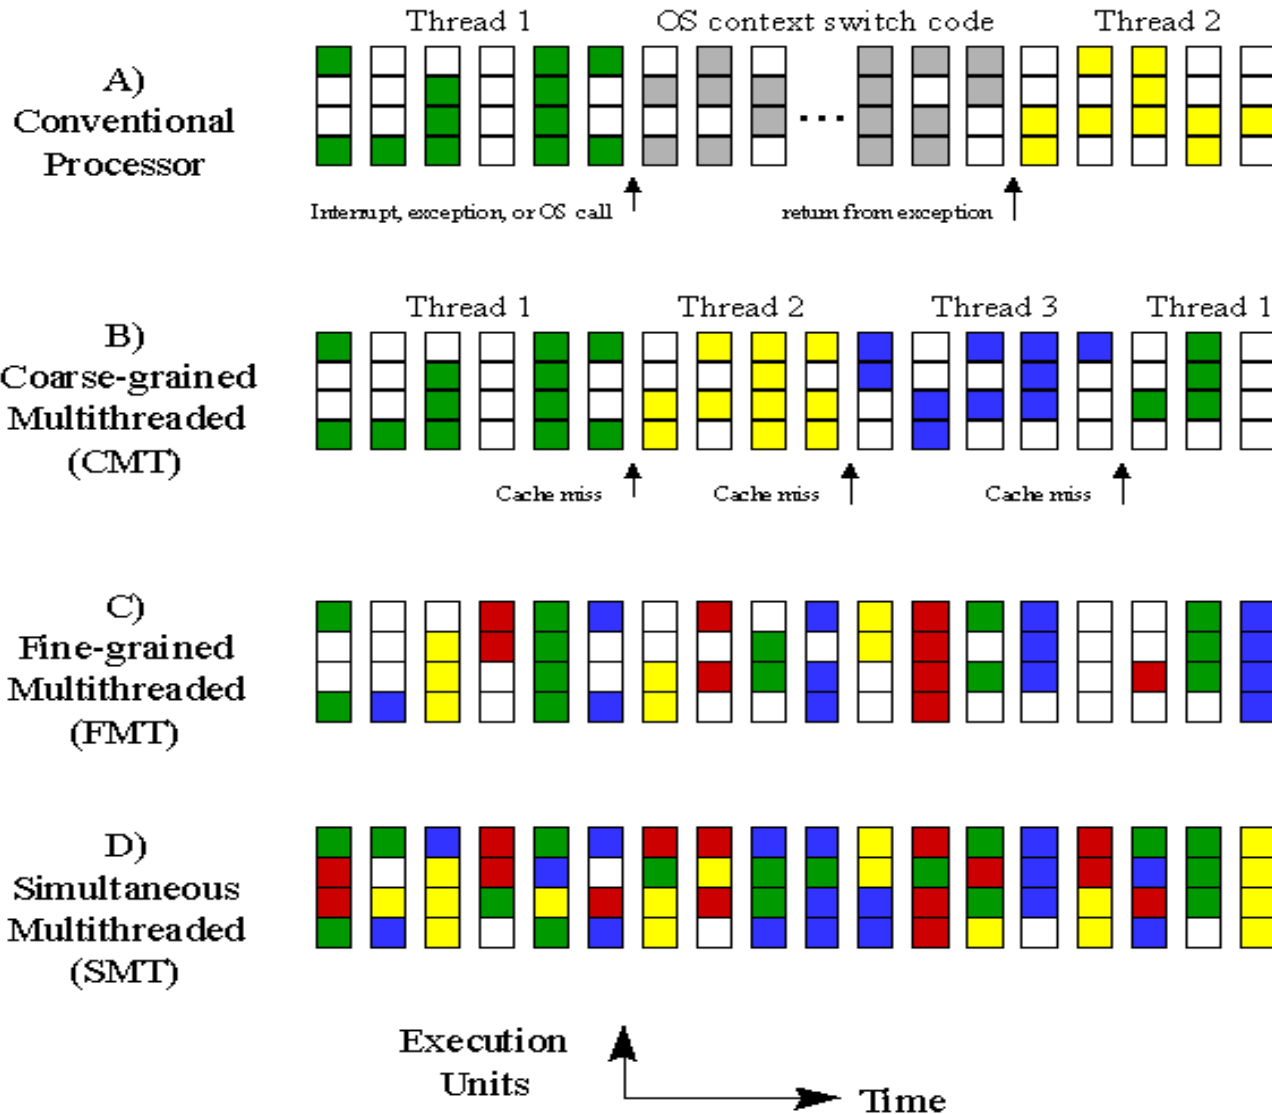 Thread 1
OS context switch code
Thread 2
A)
Conventional
Processor
...
Interrupt, exception, or OS call
return from exception
Thread 1
Thread 2
Thread 3
Thread 1
B)
Coarse-grained
Multithreaded
(CMT)
Cache miss
Cache miss
Cache miss
C)
Fine-grained
Multithreaded
(FMT)
D)
Simultaneous
Multithreaded
(SMT)
Execution
Units
Time